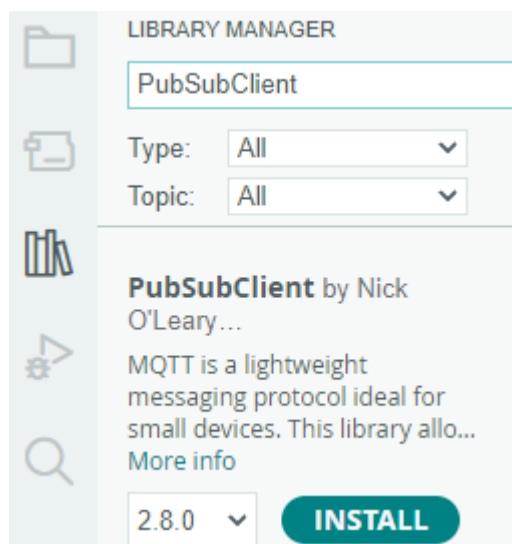 LIBRARY MANAGER
PubSubClient
Type: All
Topic: All
PubSubClient by Nick
O'Leary...
MQTT is a lightweight
messaging protocol ideal for
small devices. This library allo...
More info
2.8.0 INSTALL